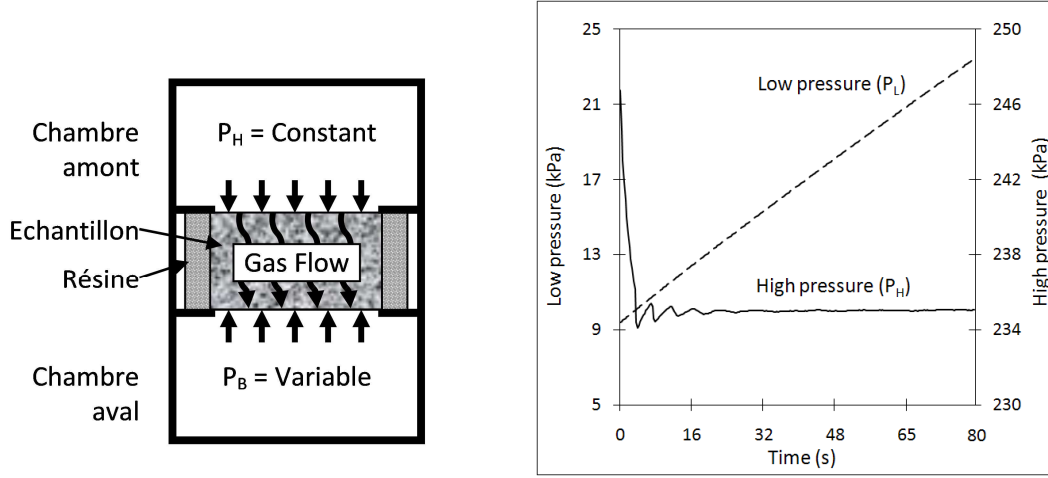 Chambre
amont
P_H = Constant
Echantillon
Résine
Gas Flow
Chambre
aval
P_B = Variable
Low pressure (kPa)
25
21
17
13
9
5
Low pressure (P_L)
High pressure (P_H)
250
246
242
238
234
230
High pressure (kPa)
0 16 32 48 65 80
Time (s)